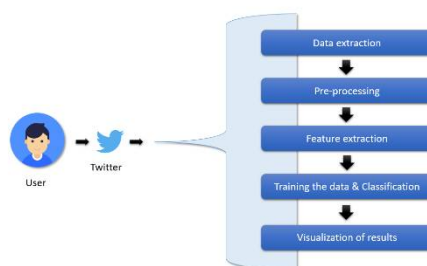 User
Twitter
Data extraction
Pre-processing
Feature extraction
Training the data & Classification
Visualization of results